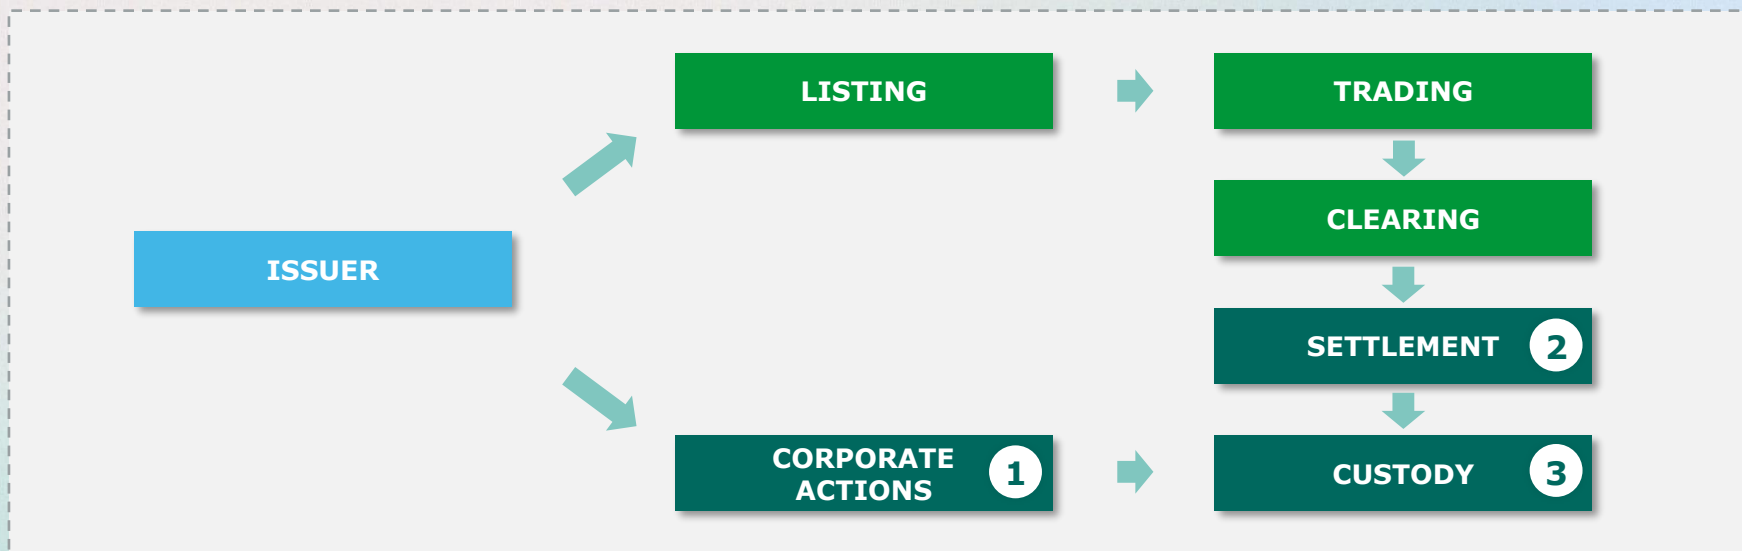 LISTING
TRADING
CLEARING
ISSUER
SETTLEMENT 2
CORPORATE
ACTIONS 1
CUSTODY 3